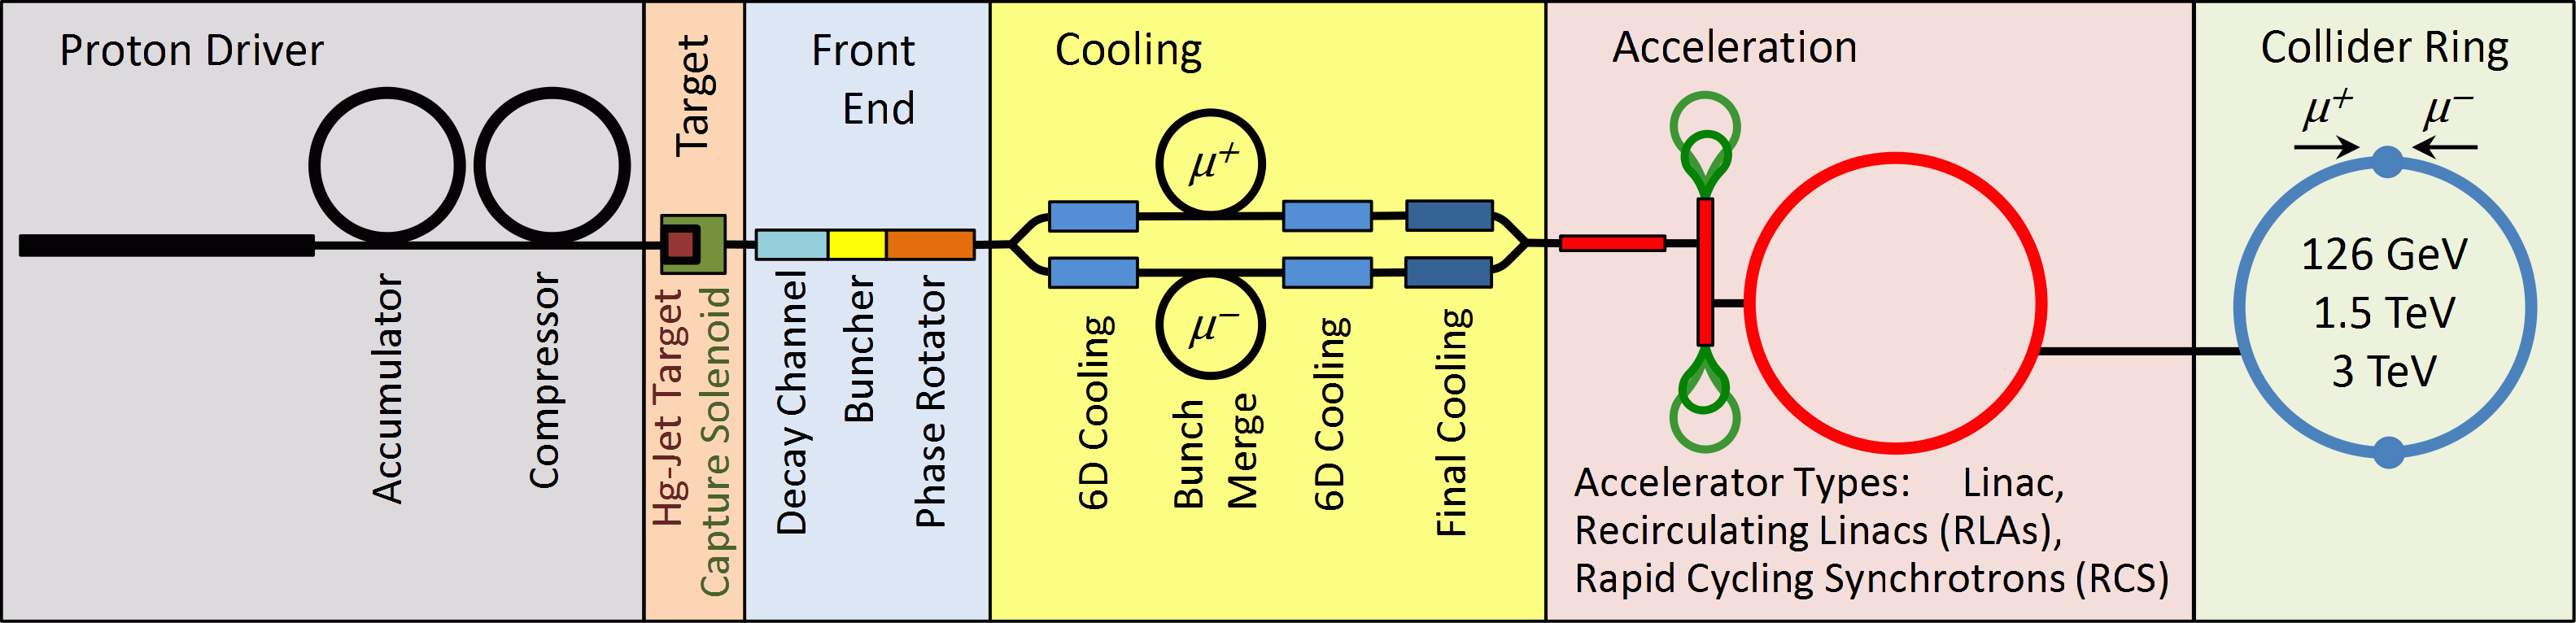 Proton Driver
Accumulator
Compressor
Target
Hg-Jet Target
Capture Solenoid
Front
End
Decay Channel
Buncher
Phase Rotator
Cooling
μ+
μ−
6D Cooling
Bunch
Merge
6D Cooling
Final Cooling
Acceleration
Accelerator Types: Linac,
Recirculating Linacs (RLAs),
Rapid Cycling Synchrotrons (RCS)
Collider Ring
μ+ μ−
126 GeV
1.5 TeV
3 TeV